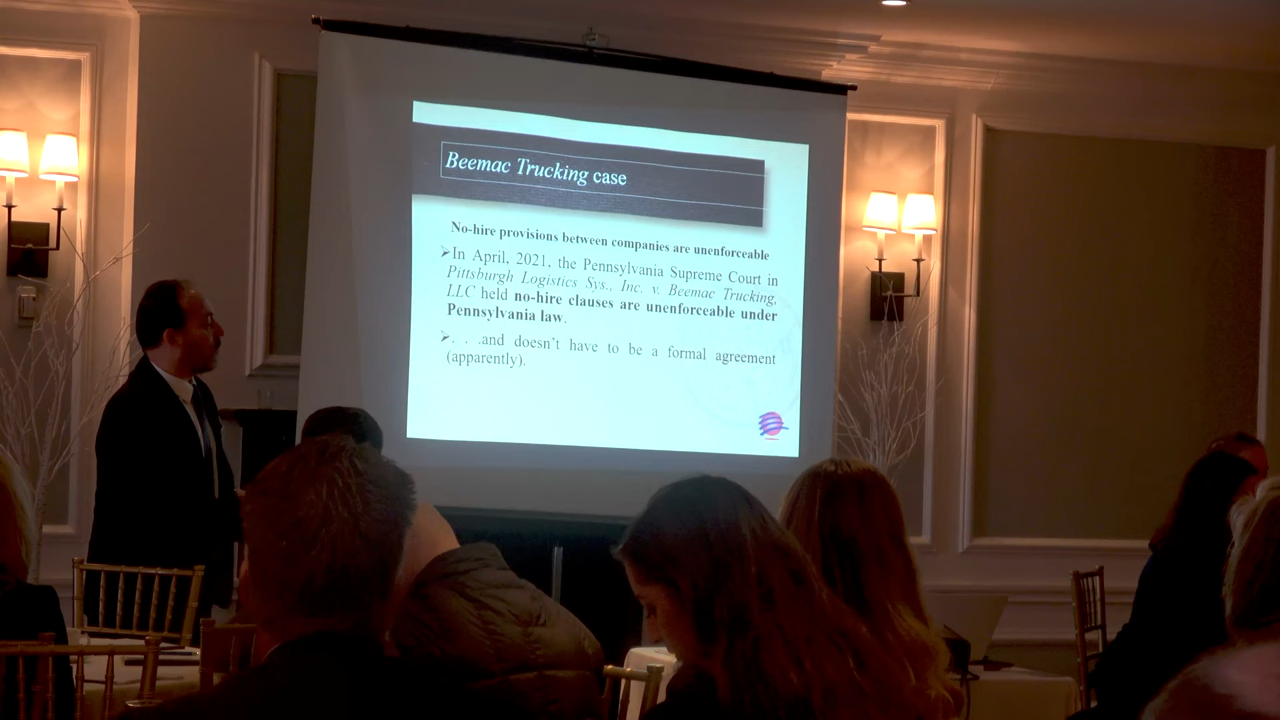 Beemac Trucking case
No-hire provisions between companies are unenforceable
➢In April, 2021, the Pennsylvania Supreme Court in
Pittsburgh Logistics Sys., Inc. v. Beemac Trucking,
LLC held no-hire clauses are unenforceable under
Pennsylvania law.
➢. . .and doesn't have to be a formal agreement
(apparently).